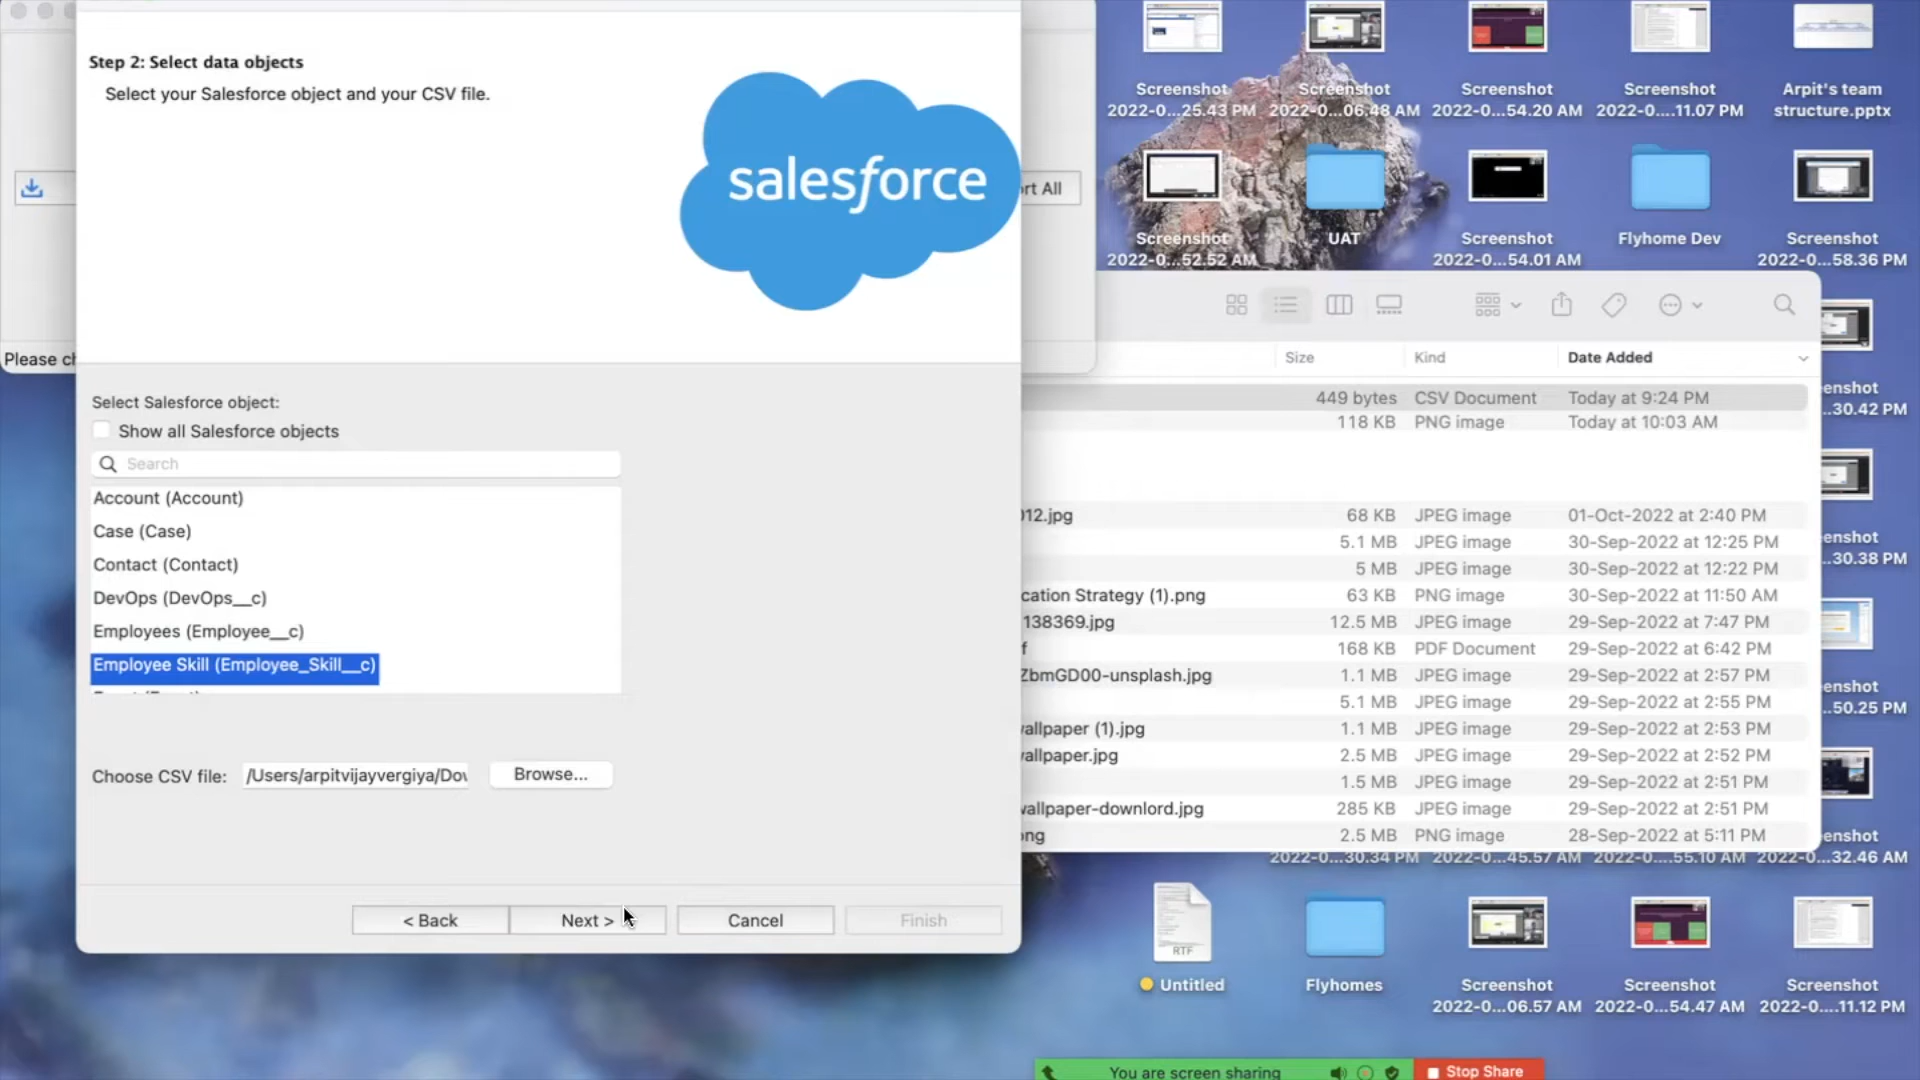 Step 2: Select data objects
Select your Salesforce object and your CSV file.
salesforce
rt All
Please ch
Select Salesforce object:
Show all Salesforce objects
Search
Account (Account)
Case (Case)
Contact (Contact)
DevOps (DevOps__c)
Employees (Employee__c)
Employee Skill (Employee_Skill__c)
Choose CSV file:
/Users/arpitvijayvergiya/Dov
Browse...
< Back
Next >
Cancel
Finish
Screenshot
2022-0...25.43 PM
Screenshot
2022-0...06.48 AM
Screenshot
2022-0...54.20 AM
Screenshot
2022-0....11.07 PM
Arpit's team
structure.pptx
Screenshot
2022-0...52.52 AM
UAT
Screenshot
2022-0...54.01 AM
Flyhome Dev
Screenshot
2022-0...58.36 PM
Size Kind Date Added
449 bytes CSV Document Today at 9:24 PM
118 KB PNG image Today at 10:03 AM
012.jpg 68 KB JPEG image 01-Oct-2022 at 2:40 PM
5.1 MB JPEG image 30-Sep-2022 at 12:25 PM
5 MB JPEG image 30-Sep-2022 at 12:22 PM
cation Strategy (1).png 63 KB PNG image 30-Sep-2022 at 11:50 AM
138369.jpg 12.5 MB JPEG image 29-Sep-2022 at 7:47 PM
f 168 KB PDF Document 29-Sep-2022 at 6:42 PM
ZbmGD00-unsplash.jpg 1.1 MB JPEG image 29-Sep-2022 at 2:57 PM
5.1 MB JPEG image 29-Sep-2022 at 2:55 PM
vallpaper (1).jpg 1.1 MB JPEG image 29-Sep-2022 at 2:53 PM
vallpaper.jpg 2.5 MB JPEG image 29-Sep-2022 at 2:52 PM
1.5 MB JPEG image 29-Sep-2022 at 2:51 PM
vallpaper-downlord.jpg 285 KB JPEG image 29-Sep-2022 at 2:51 PM
ong 2.5 MB PNG image 28-Sep-2022 at 5:11 PM
enshot
...30.42 PM
enshot
...30.38 PM
enshot
...50.25 PM
enshot
2022-0...30.34 PM 2022-0...45.57 AM 2022-0....55.10 AM 2022-0...32.46 AM
RTF
Untitled
Flyhomes
Screenshot
2022-0...06.57 AM
Screenshot
2022-0...54.47 AM
Screenshot
2022-0....11.12 PM
You are screen sharing
Stop Share